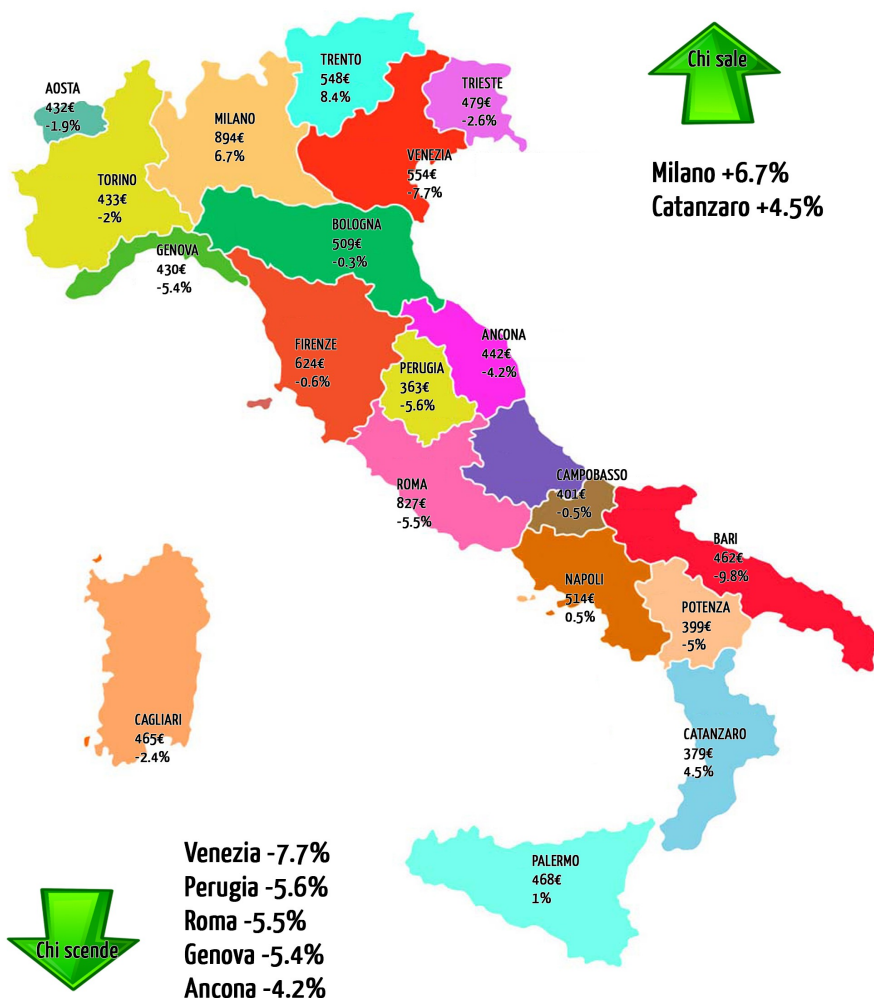 Chi sale
Milano +6.7%
Catanzaro +4.5%
TRENTO
548€
8.4%
TRIESTE
479€
-2.6%
AOSTA
432€
-1.9%
MILANO
894€
6.7%
VENEZIA
554€
-7.7%
TORINO
433€
-2%
BOLOGNA
509€
-0.3%
GENOVA
430€
-5.4%
FIRENZE
624€
-0.6%
PERUGIA
363€
-5.6%
ANCONA
442€
-4.2%
ROMA
827€
-5.5%
CAMPOBASSO
401€
-0.5%
BARI
462€
-9.8%
NAPOLI
514€
0.5%
POTENZA
399€
-5%
CAGLIARI
465€
-2.4%
CATANZARO
379€
4.5%
PALERMO
468€
1%
Chi scende
Venezia -7.7%
Perugia -5.6%
Roma -5.5%
Genova -5.4%
Ancona -4.2%